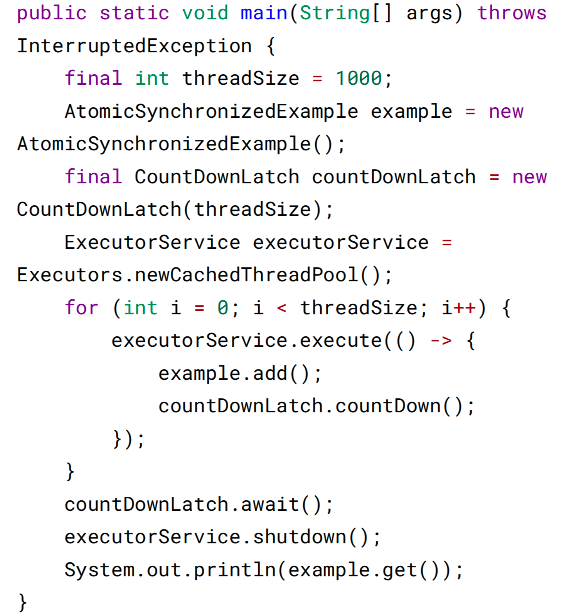 public static void main(String[] args) throws
InterruptedException {
    final int threadSize = 1000;
    AtomicSynchronizedExample example = new
AtomicSynchronizedExample();
    final CountDownLatch countDownLatch = new
CountDownLatch(threadSize);
    ExecutorService executorService =
Executors.newCachedThreadPool();
    for (int i = 0; i < threadSize; i++) {
        executorService.execute(() -> {
            example.add();
            countDownLatch.countDown();
        });
    }
    countDownLatch.await();
    executorService.shutdown();
    System.out.println(example.get());
}